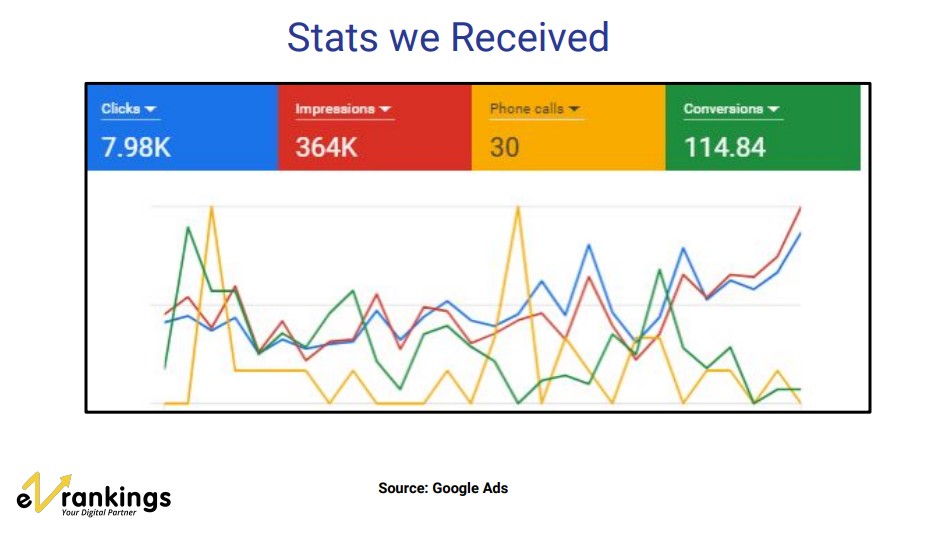 Stats we Received
Clicks
Impressions
Phone calls
Conversions
7.98K
364K
30
114.84
eZrankings
Your Digital Partner
Source: Google Ads